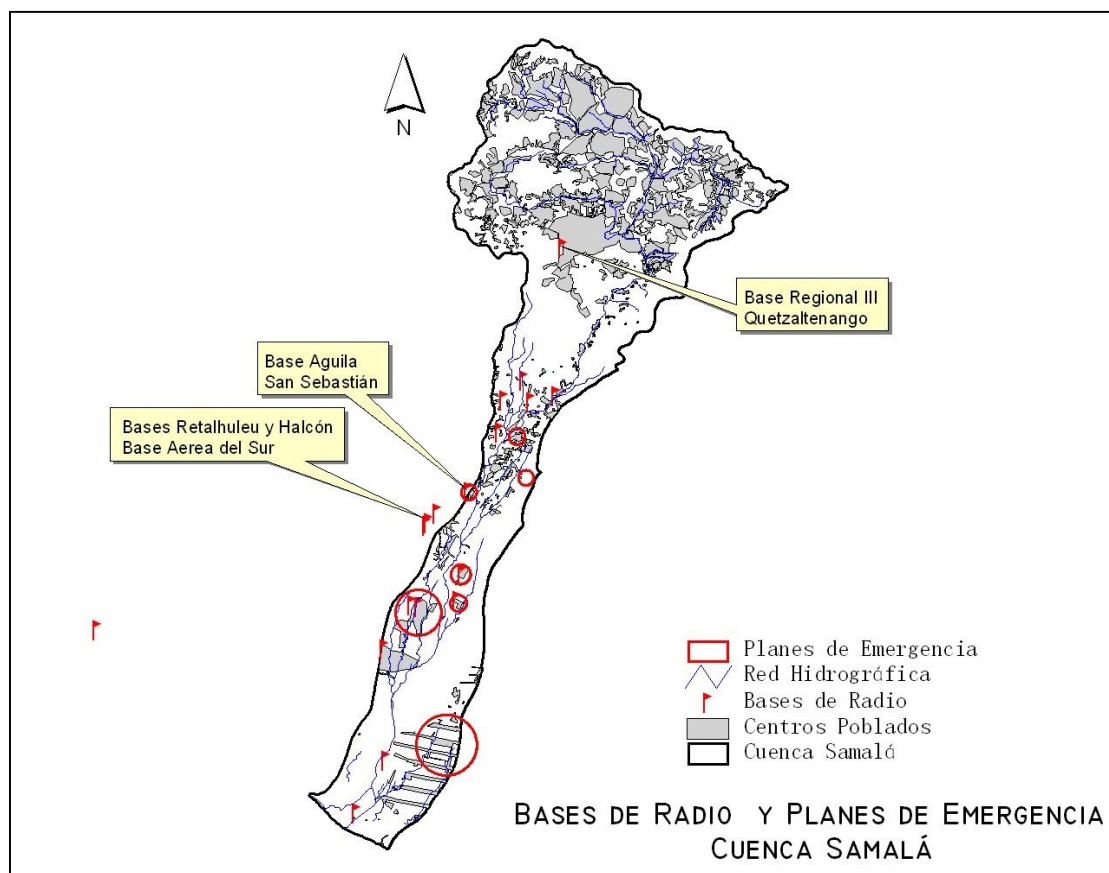 N
Base Regional III
Quetzaltenango
Base Aguila
San Sebastián
Bases Retalhuleu y Halcón
Base Aerea del Sur
Planes de Emergencia
Red Hidrográfica
Bases de Radio
Centros Poblados
Cuenca Samalá
BASES DE RADIO Y PLANES DE EMERGENCIA
CUENCA SAMALÁ